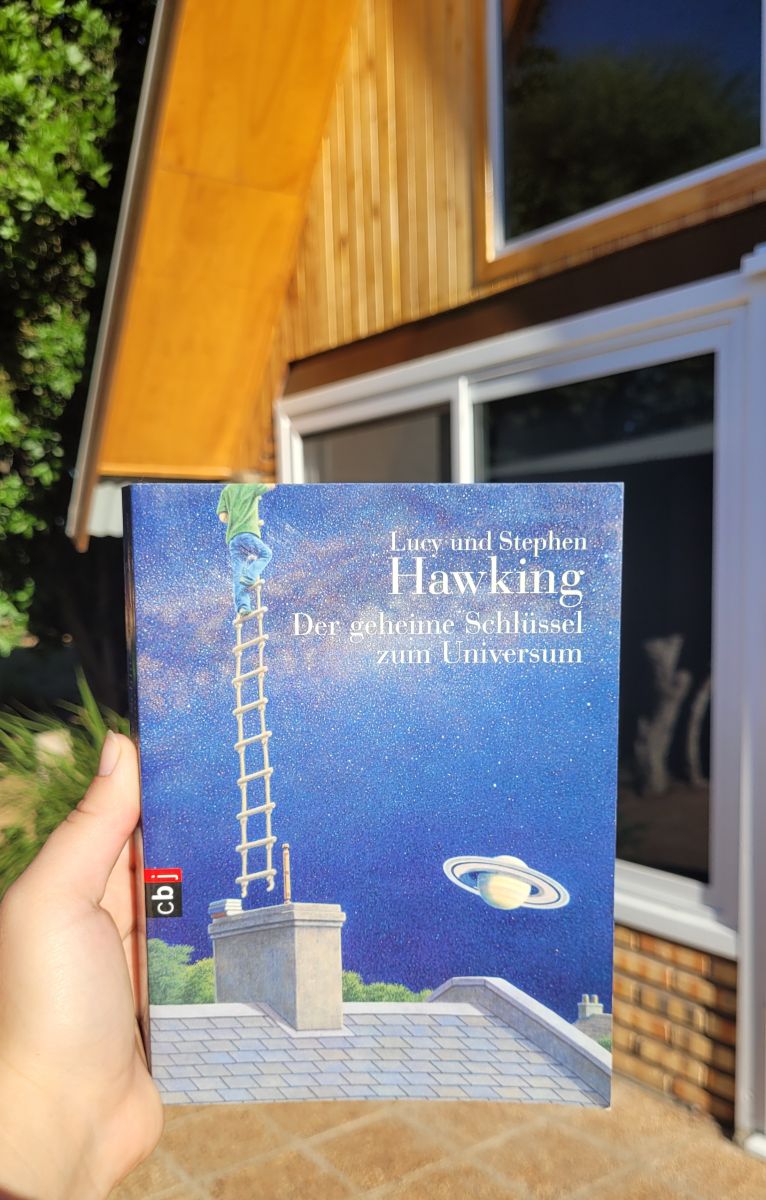 Lucy und Stephen
Hawking
Der geheime Schlüssel
zum Universum
cbj